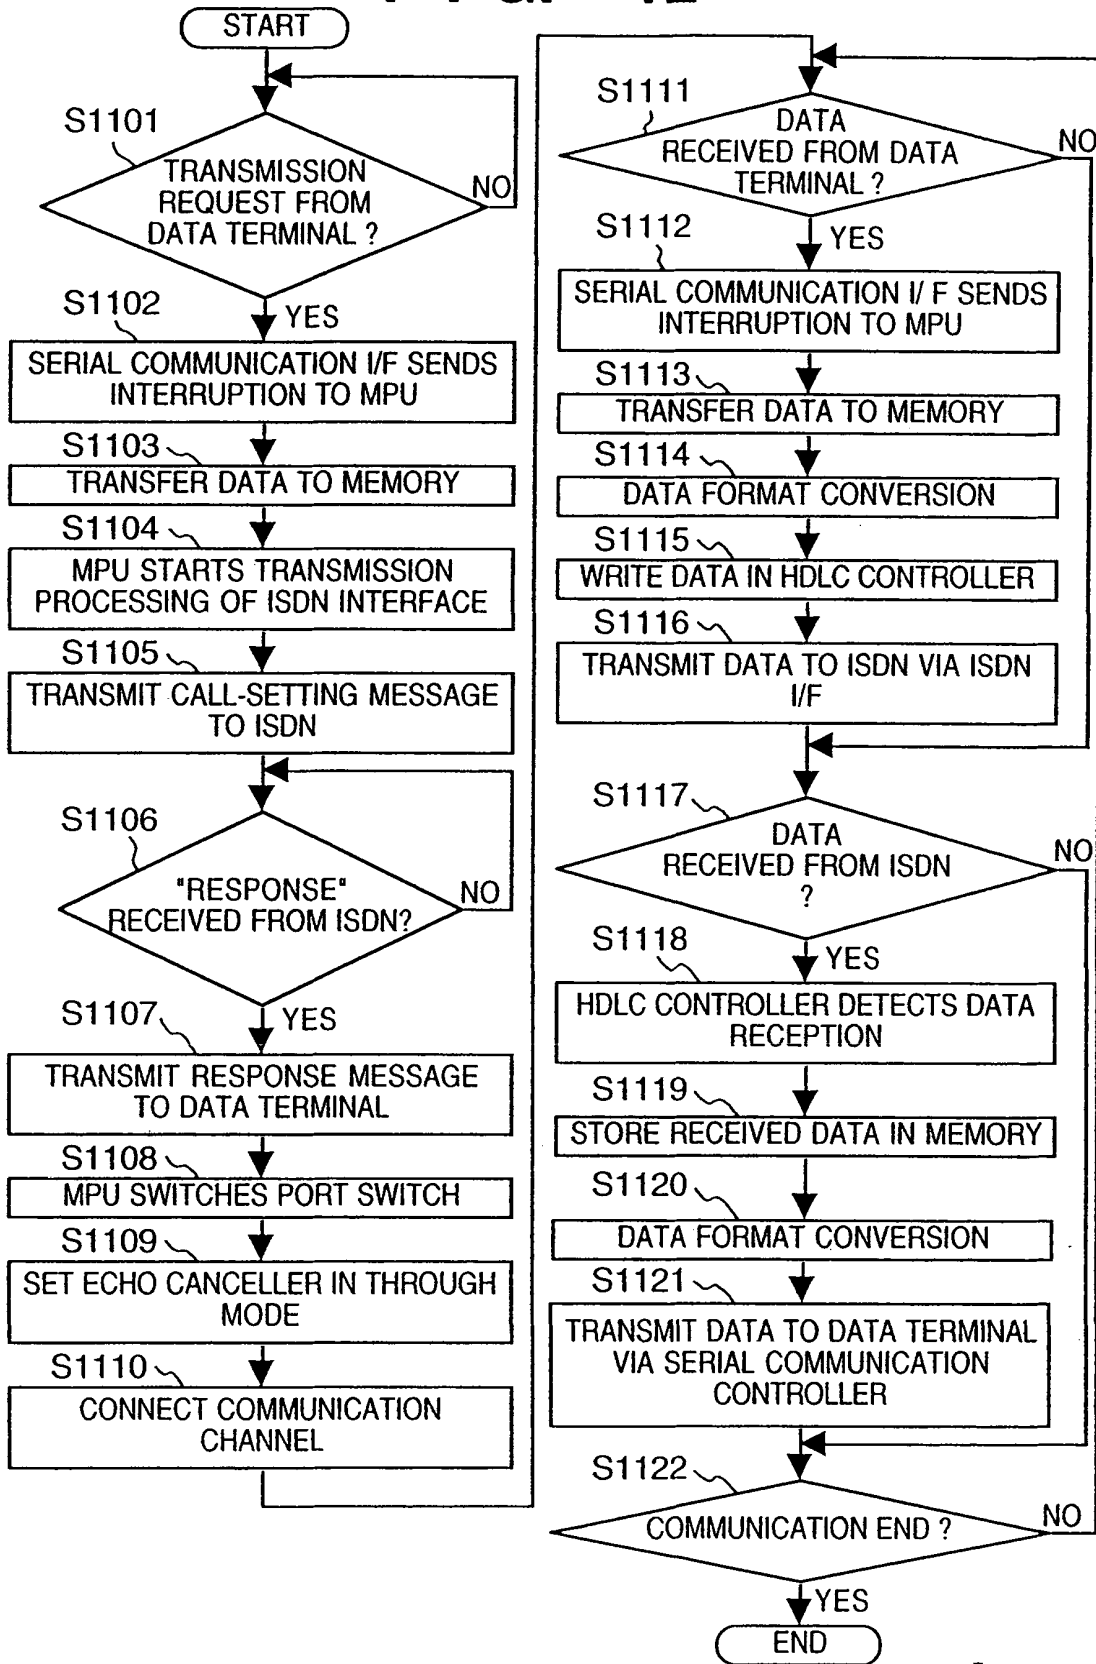 START
S1101
TRANSMISSION
REQUEST FROM
DATA TERMINAL ?
NO
YES
S1102
SERIAL COMMUNICATION I/F SENDS
INTERRUPTION TO MPU
S1103
TRANSFER DATA TO MEMORY
S1104
MPU STARTS TRANSMISSION
PROCESSING OF ISDN INTERFACE
S1105
TRANSMIT CALL-SETTING MESSAGE
TO ISDN
S1106
"RESPONSE"
RECEIVED FROM ISDN?
NO
YES
S1107
TRANSMIT RESPONSE MESSAGE
TO DATA TERMINAL
S1108
MPU SWITCHES PORT SWITCH
S1109
SET ECHO CANCELLER IN THROUGH
MODE
S1110
CONNECT COMMUNICATION
CHANNEL
S1111
DATA
RECEIVED FROM DATA
TERMINAL ?
NO
YES
S1112
SERIAL COMMUNICATION I/ F SENDS
INTERRUPTION TO MPU
S1113
TRANSFER DATA TO MEMORY
S1114
DATA FORMAT CONVERSION
S1115
WRITE DATA IN HDLC CONTROLLER
S1116
TRANSMIT DATA TO ISDN VIA ISDN
I/F
S1117
DATA
RECEIVED FROM ISDN
?
NO
YES
S1118
HDLC CONTROLLER DETECTS DATA
RECEPTION
S1119
STORE RECEIVED DATA IN MEMORY
S1120
DATA FORMAT CONVERSION
S1121
TRANSMIT DATA TO DATA TERMINAL
VIA SERIAL COMMUNICATION
CONTROLLER
S1122
COMMUNICATION END ?
NO
YES
END